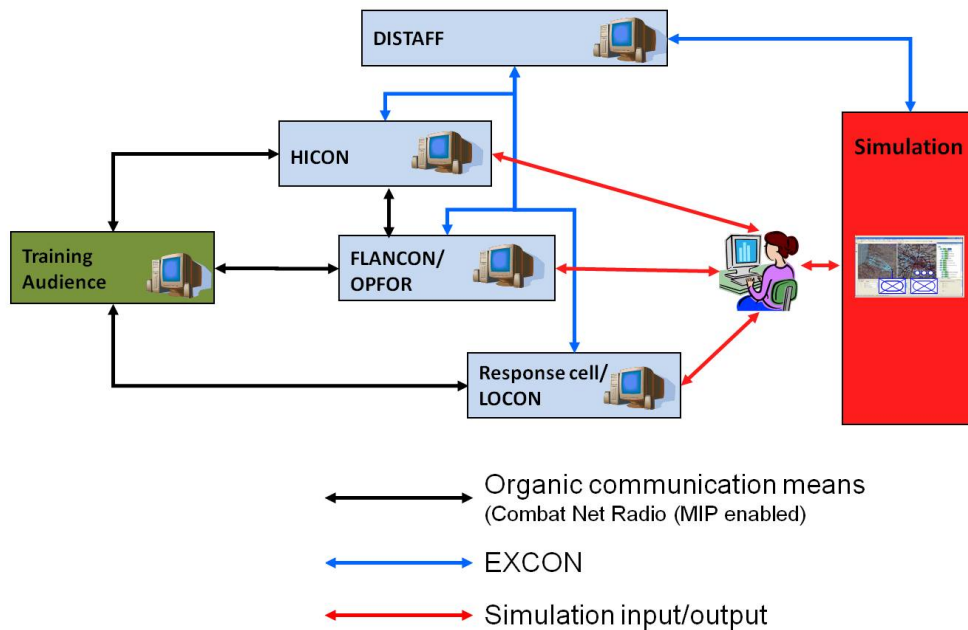 DISTAFF
HICON
Simulation
Training
Audience
FLANCON/
OPFOR
Response cell/
LOCON
Organic communication means
(Combat Net Radio (MIP enabled)
EXCON
Simulation input/output